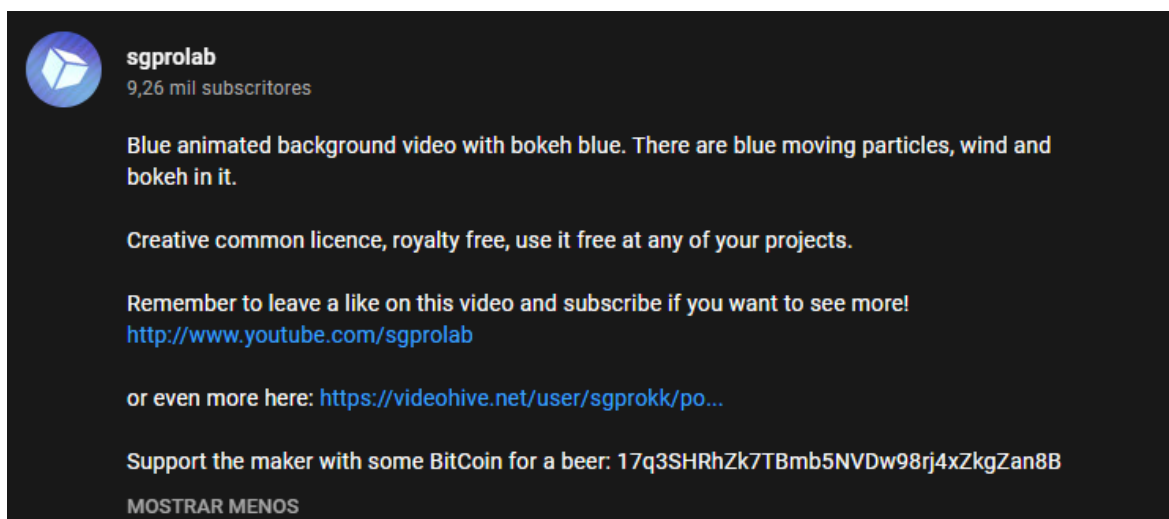 sgprolab
9,26 mil subscritores
Blue animated background video with bokeh blue. There are blue moving particles, wind and
bokeh in it.
Creative common licence, royalty free, use it free at any of your projects.
Remember to leave a like on this video and subscribe if you want to see more!
http://www.youtube.com/sgprolab
or even more here: https://videohive.net/user/sgprokk/po...
Support the maker with some BitCoin for a beer: 17q3SHRhZk7TBmb5NVDw98rj4xZkgZan8B
MOSTRAR MENOS